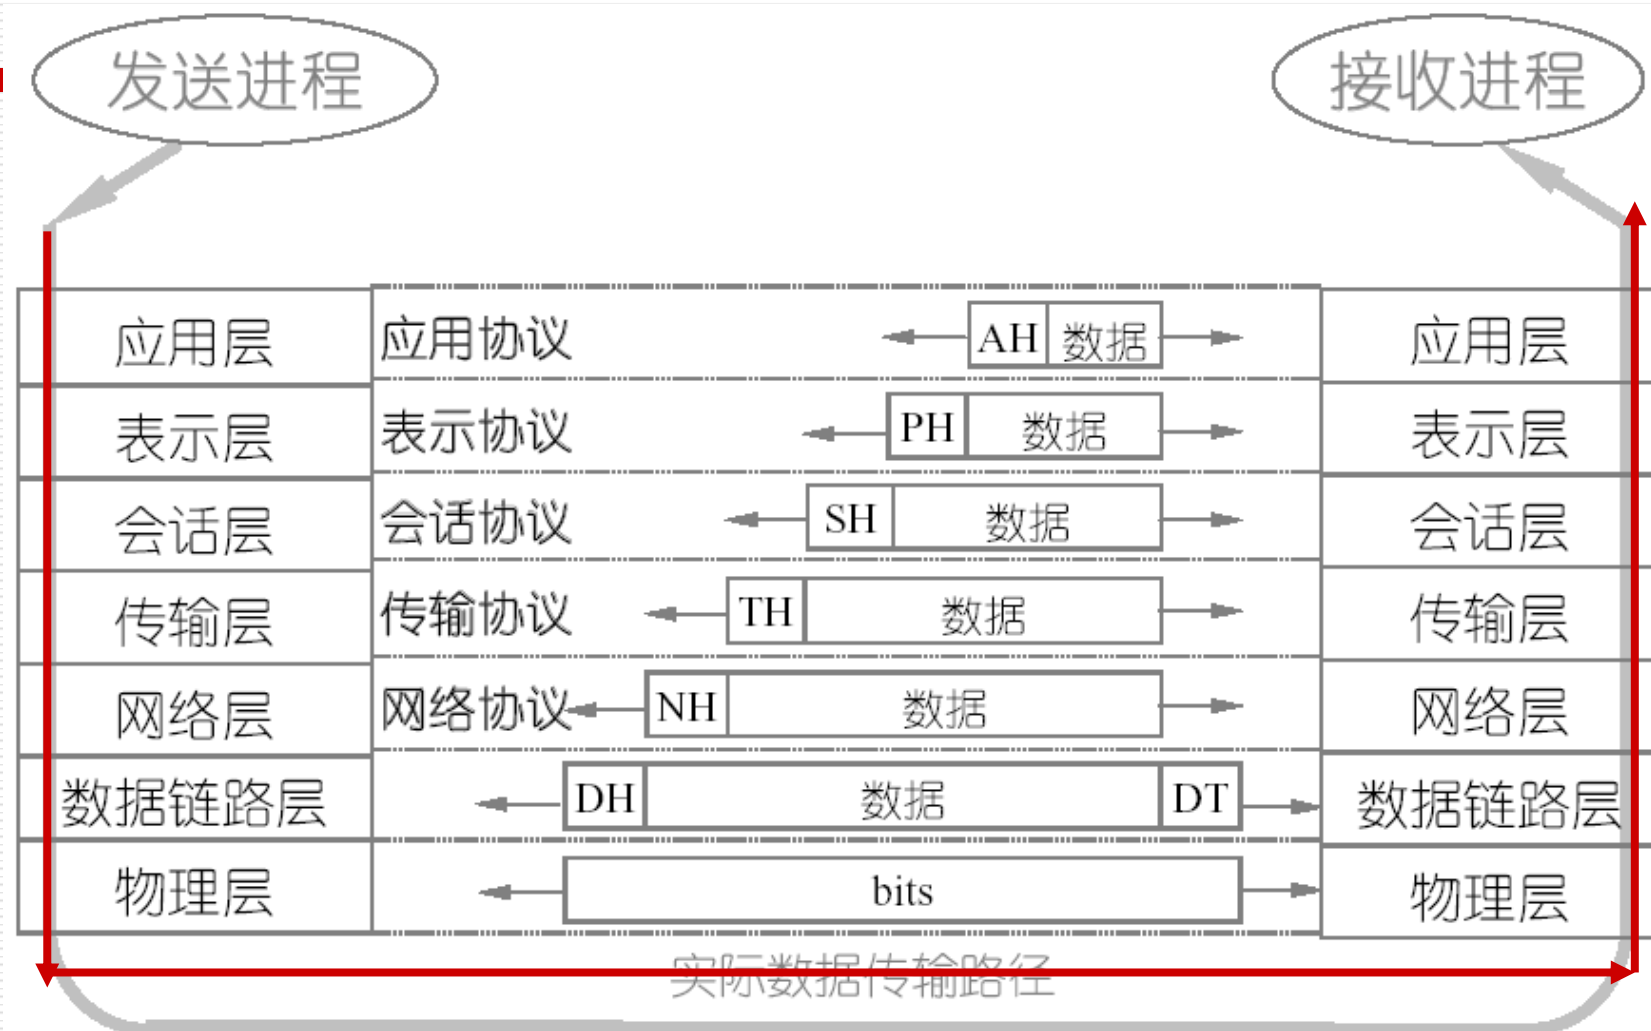 发送进程 接收进程
应用层 应用协议 AH 数据 应用层
表示层 表示协议 PH 数据 表示层
会话层 会话协议 SH 数据 会话层
传输层 传输协议 TH 数据 传输层
网络层 网络协议 NH 数据 网络层
数据链路层 DH 数据 DT 数据链路层
物理层 bits 物理层
实际数据传输路径